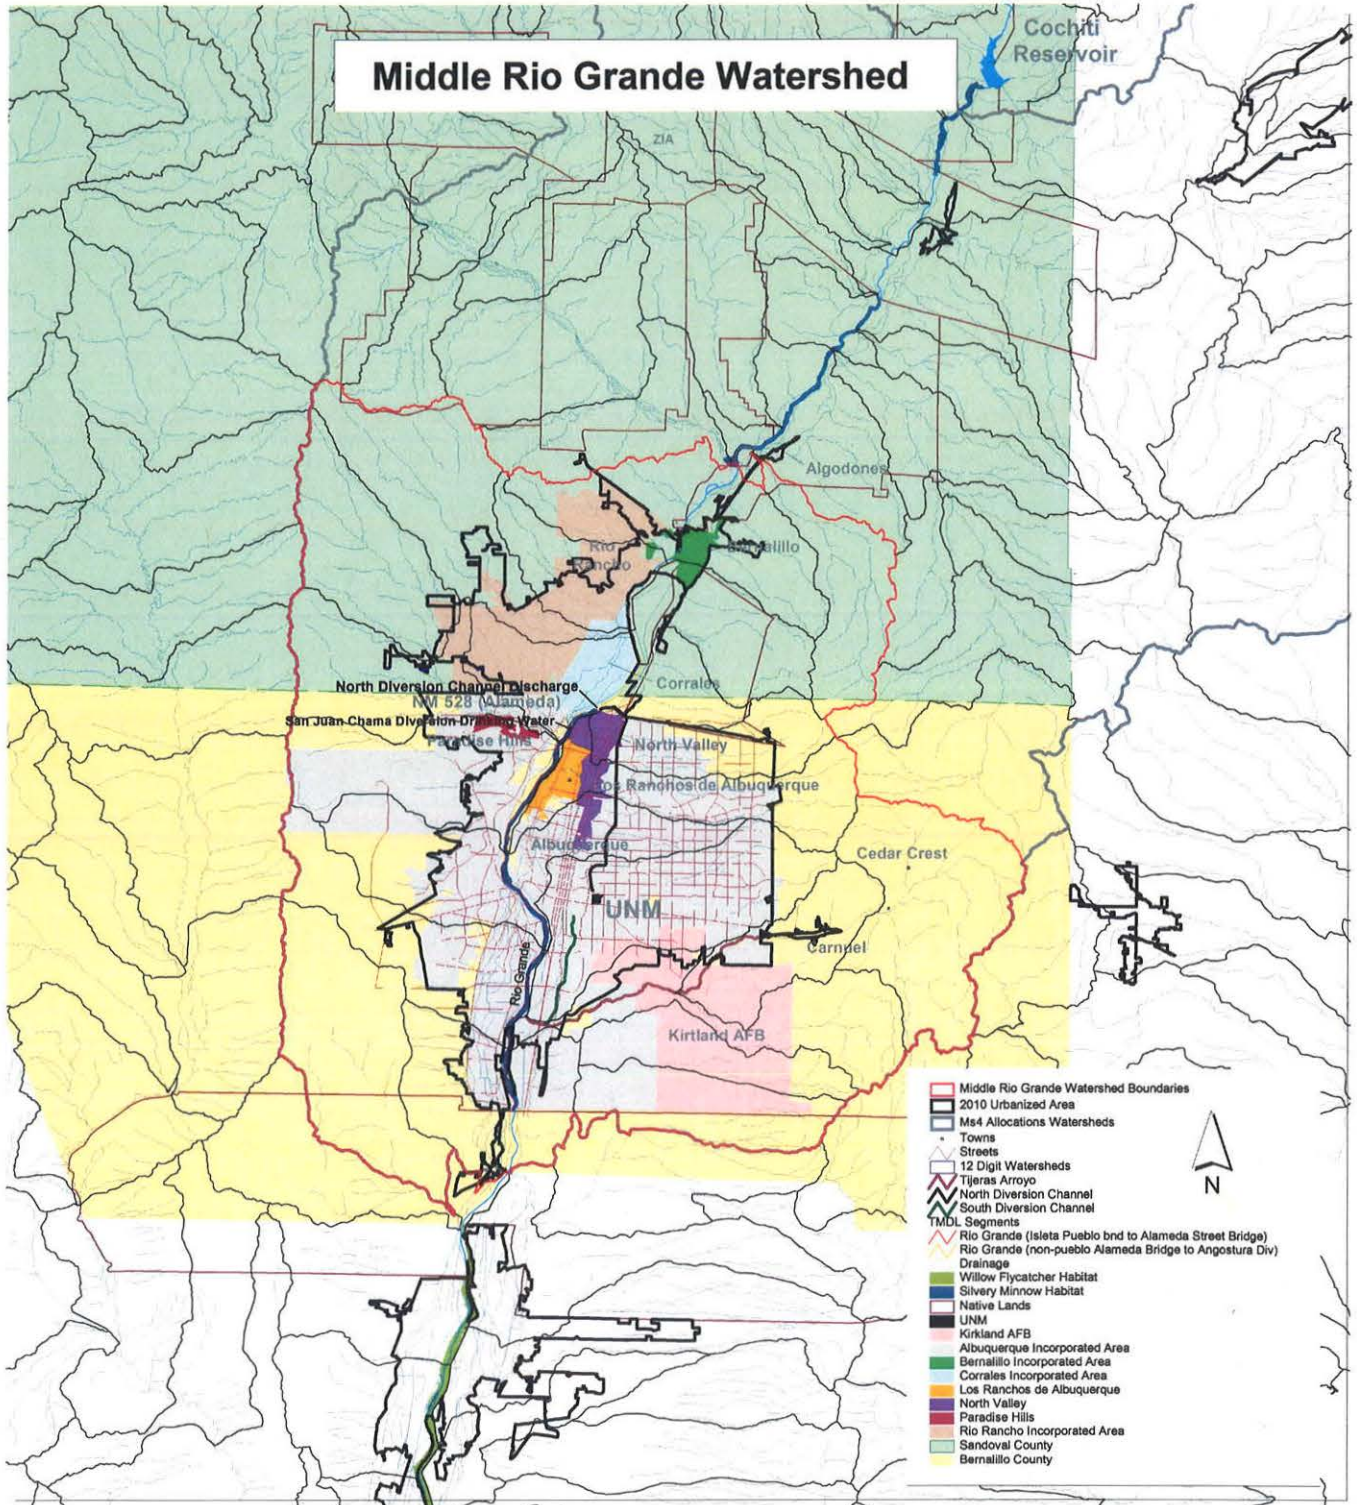 Cochiti
Reservoir
Middle Rio Grande Watershed
ZIA
Algodones
Rio
Rancho
Bernalillo
Corrales
North Diversion Channel Discharge
NM 528 (Alameda)
San Juan Chama Diversion Drinking Water
Paradise Hills
North Valley
Los Ranchos de Albuquerque
Albuquerque
Cedar Crest
UNM
Carnuel
Rio Grande
Kirtland AFB
Middle Rio Grande Watershed Boundaries
2010 Urbanized Area
Ms4 Allocations Watersheds
Towns
Streets
12 Digit Watersheds
Tijeras Arroyo
North Diversion Channel
South Diversion Channel
TMDL Segments
Rio Grande (Isleta Pueblo bnd to Alameda Street Bridge)
Rio Grande (non-pueblo Alameda Bridge to Angostura Div)
Drainage
Willow Flycatcher Habitat
Silvery Minnow Habitat
Native Lands
UNM
Kirkland AFB
Albuquerque Incorporated Area
Bernalillo Incorporated Area
Corrales Incorporated Area
Los Ranchos de Albuquerque
North Valley
Paradise Hills
Rio Rancho Incorporated Area
Sandoval County
Bernalillo County
N